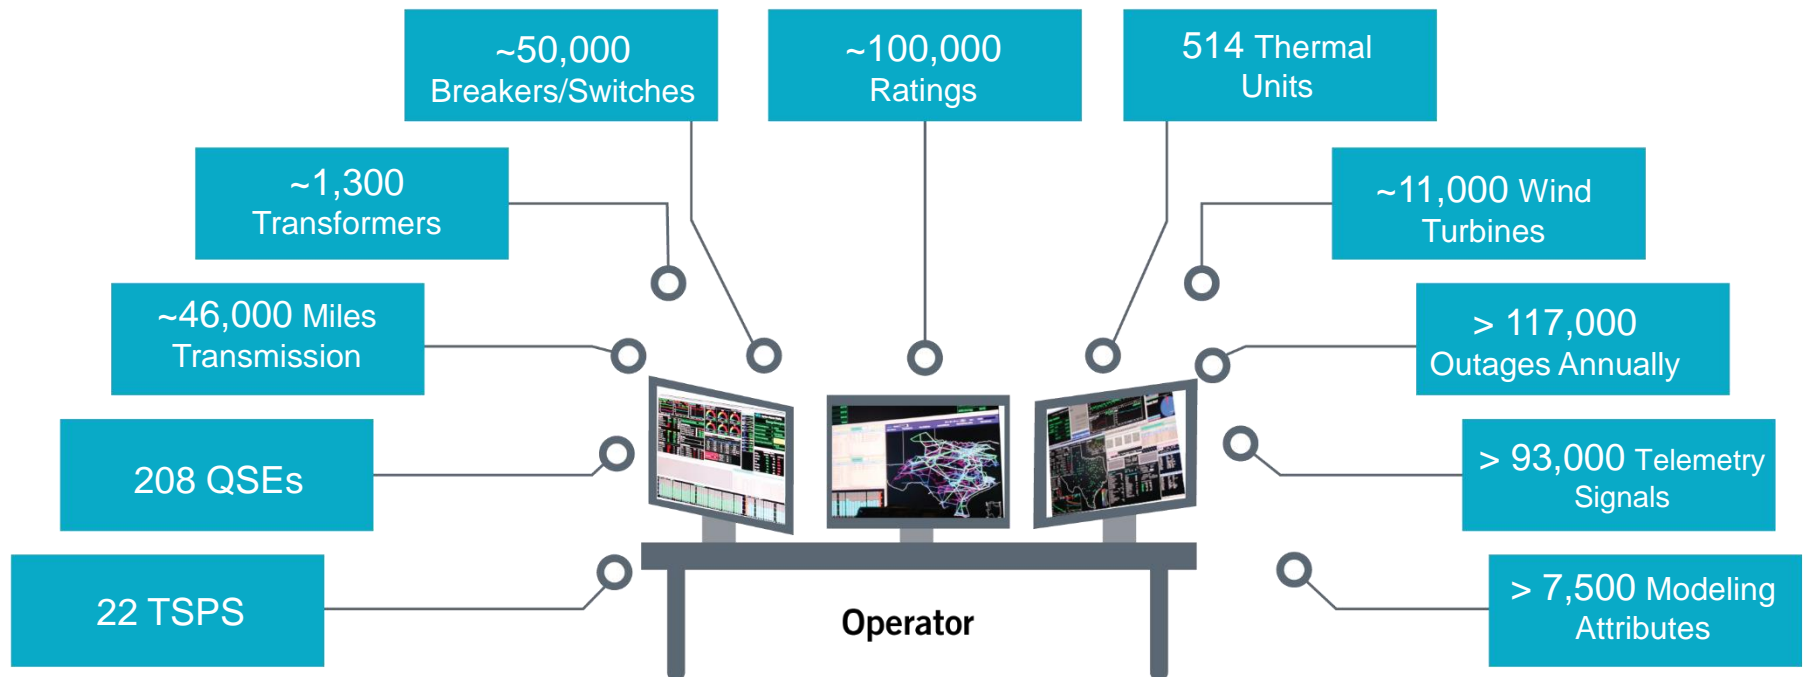 ~50,000
Breakers/Switches
~100,000
Ratings
514 Thermal
Units
~1,300
Transformers
~11,000 Wind
Turbines
~46,000 Miles
Transmission
> 117,000
Outages Annually
208 QSEs
> 93,000 Telemetry
Signals
22 TSPS
> 7,500 Modeling
Attributes
Operator